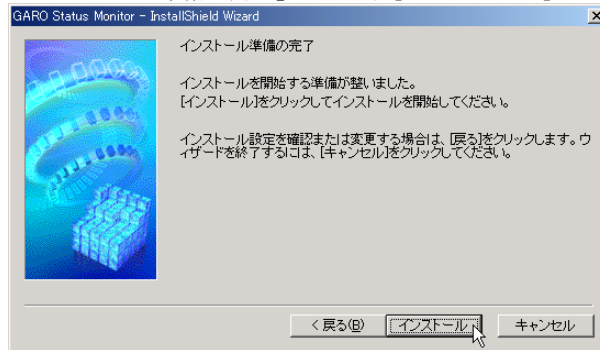 GARO Status Monitor - InstallShield Wizard
インストール準備の完了
インストールを開始する準備が整いました。
[インストール]をクリックしてインストールを開始してください。
インストール設定を確認または変更する場合は、[戻る]をクリックします。ウ
ィザードを終了するには、[キャンセル]をクリックしてください。
< 戻る(B)
インストール
キャンセル